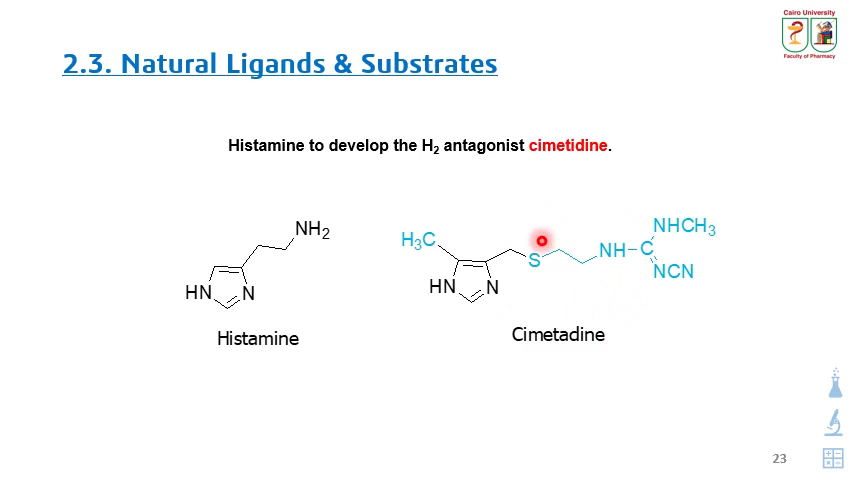 Cairo University
Faculty of Pharmacy
2.3. Natural Ligands & Substrates
Histamine to develop the H₂ antagonist cimetidine.
NH₂
HN
N
Histamine
H₃C
HN
N
S
NH
C
NHCH₃
NCN
Cimetadine
23